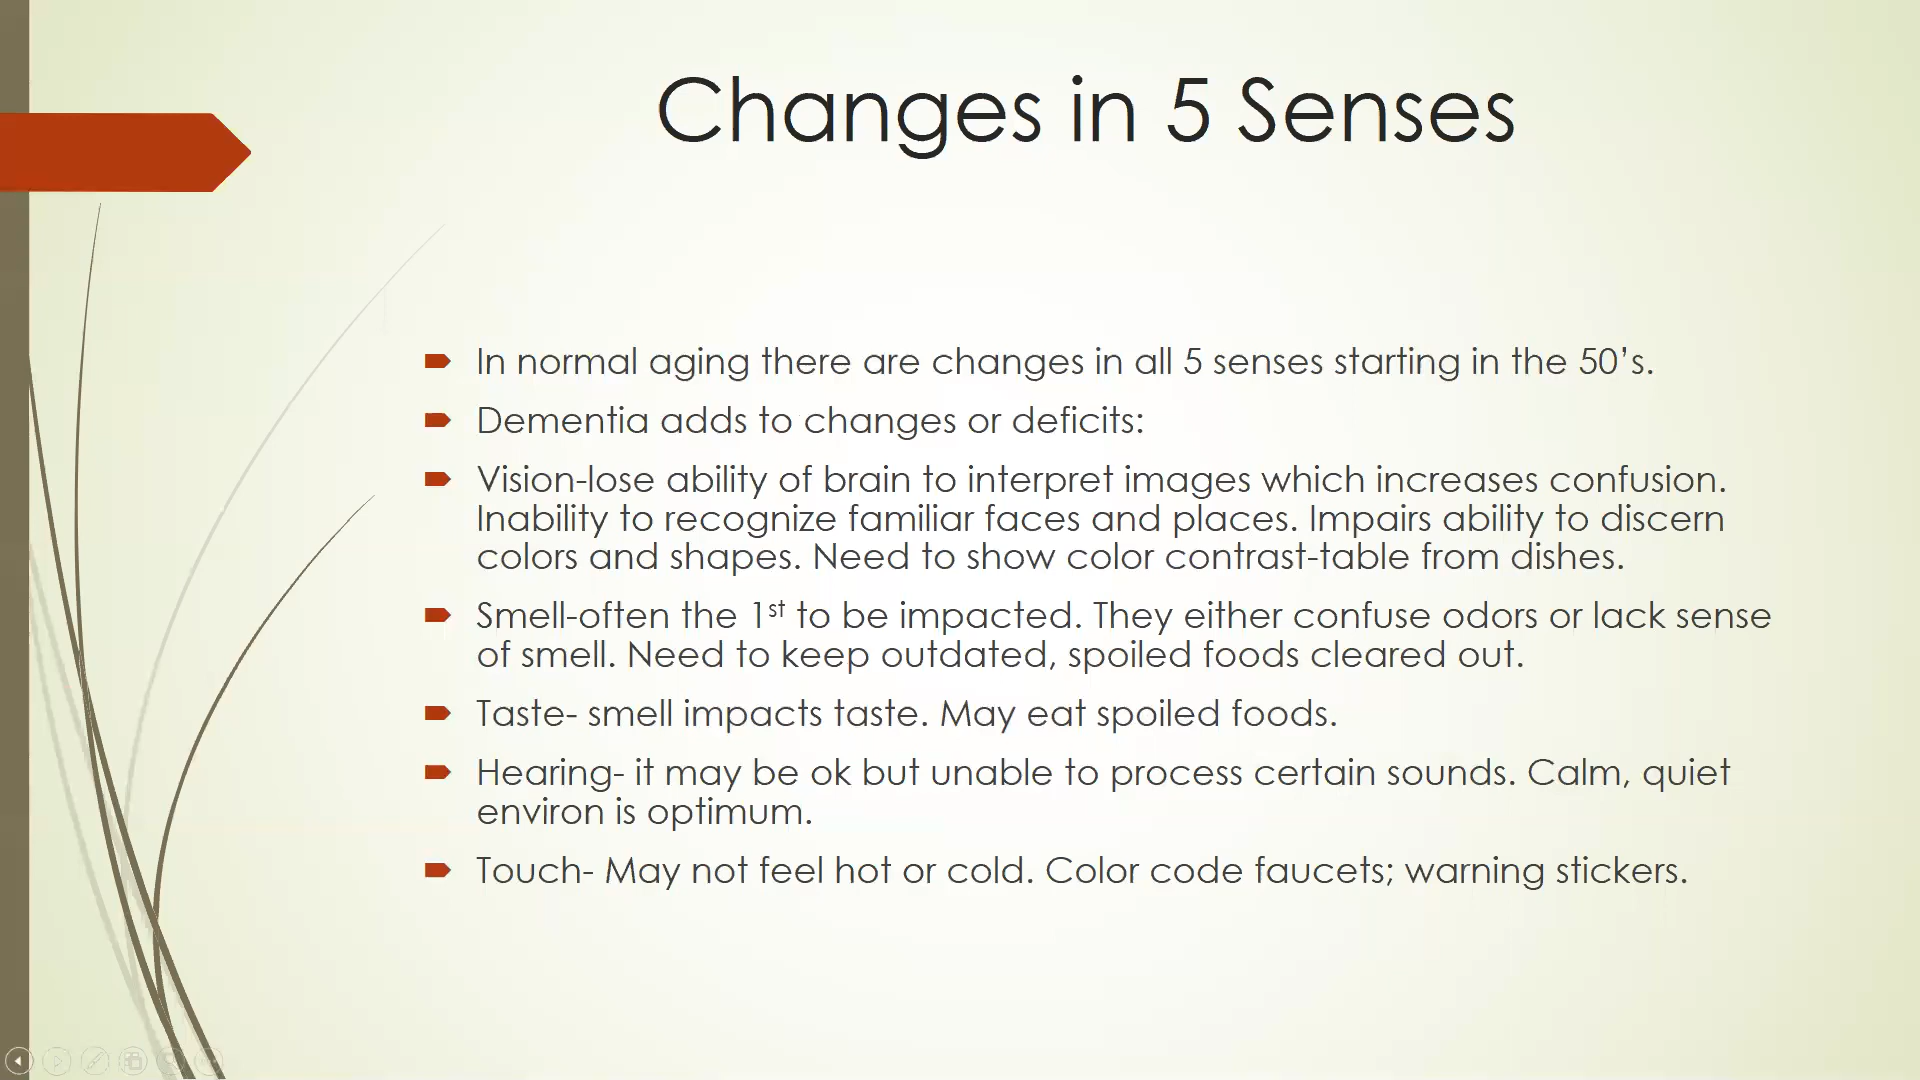 Changes in 5 Senses
In normal aging there are changes in all 5 senses starting in the 50’s.
Dementia adds to changes or deficits:
Vision-lose ability of brain to interpret images which increases confusion.
Inability to recognize familiar faces and places. Impairs ability to discern
colors and shapes. Need to show color contrast-table from dishes.
Smell-often the 1st to be impacted. They either confuse odors or lack sense
of smell. Need to keep outdated, spoiled foods cleared out.
Taste- smell impacts taste. May eat spoiled foods.
Hearing- it may be ok but unable to process certain sounds. Calm, quiet
environ is optimum.
Touch- May not feel hot or cold. Color code faucets; warning stickers.